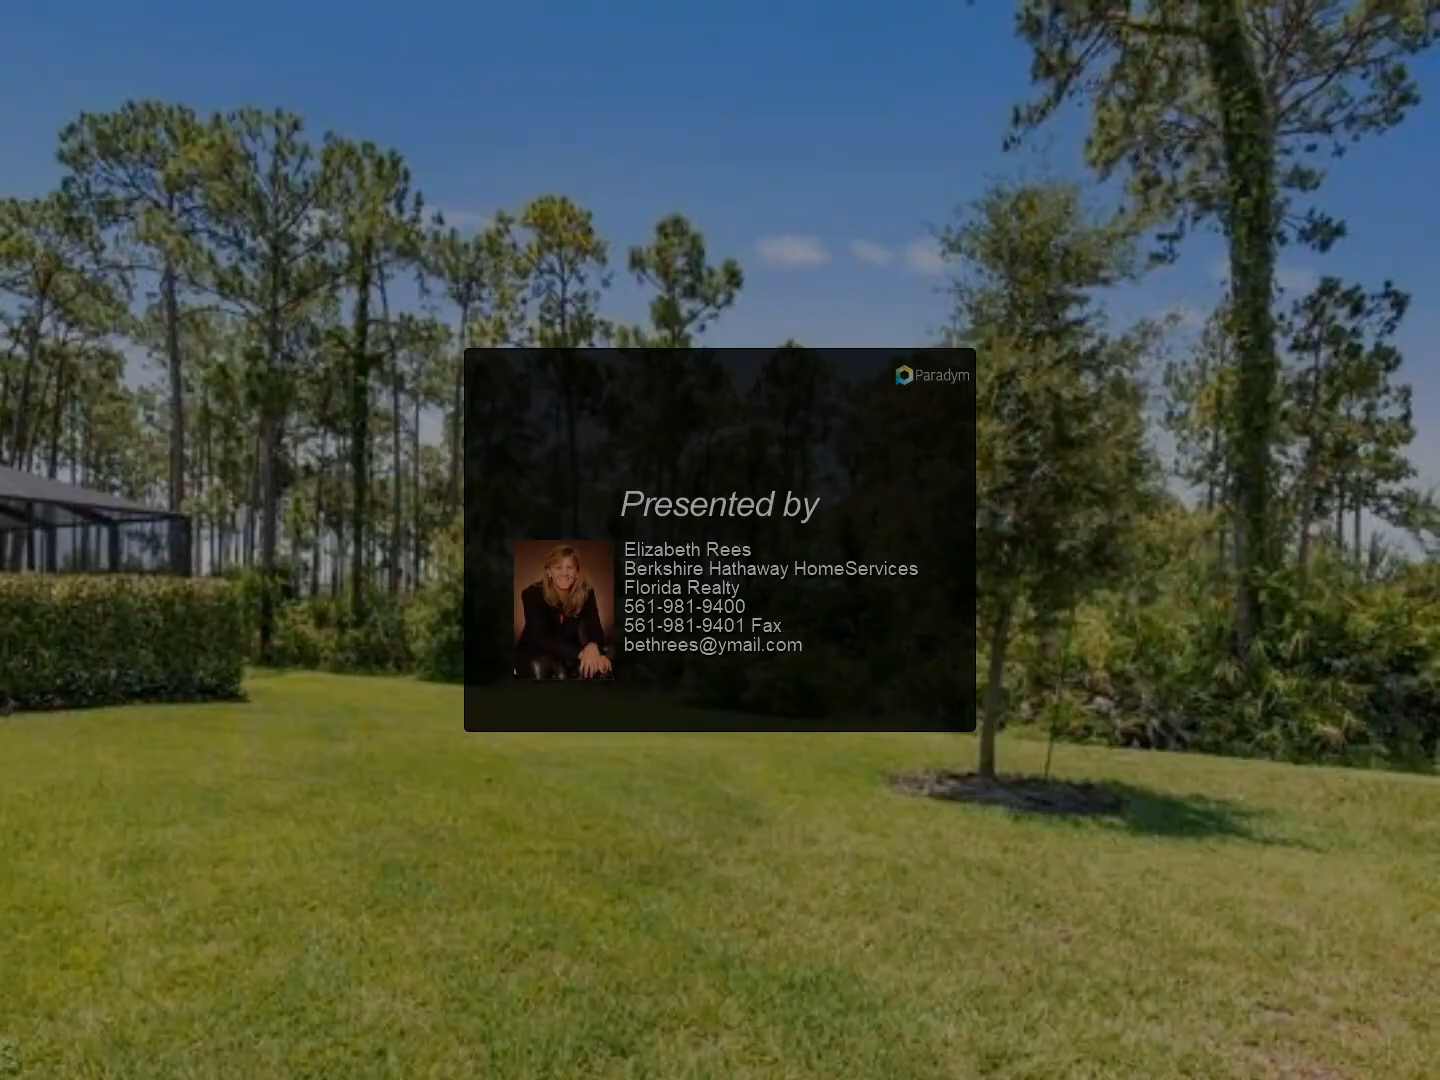 Paradym
Presented by
Elizabeth Rees
Berkshire Hathaway HomeServices
Florida Realty
561-981-9400
561-981-9401 Fax
bethrees@ymail.com